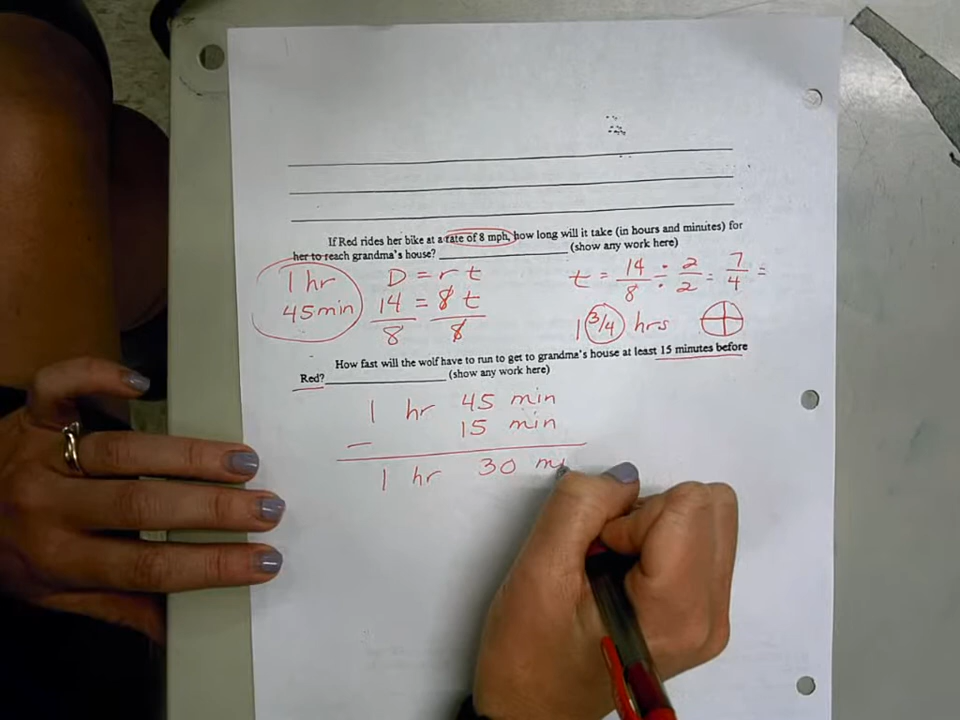 If Red rides her bike at a rate of 8 mph, how long will it take (in hours and minutes) for
her to reach grandma's house? (show any work here)
1 hr
45 min
D = r t
14 = 8 t
8 8
t = 14/8 ÷ 2/2 = 7/4 =
1 3/4 hrs
How fast will the wolf have to run to get to grandma's house at least 15 minutes before
Red? (show any work here)
1 hr 45 min
- 15 min
1 hr 30 mi